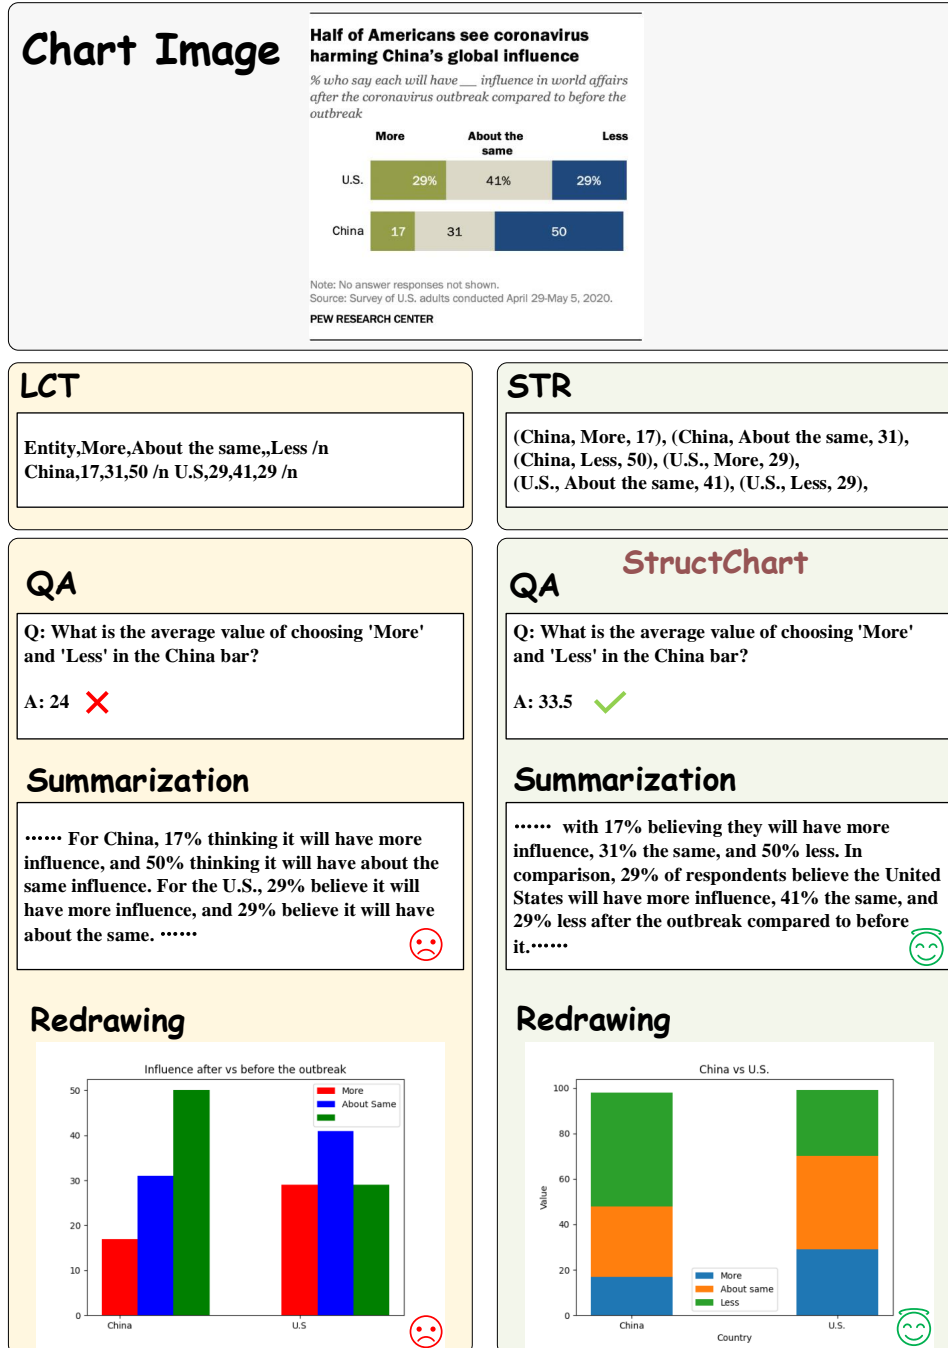 Chart Image
Half of Americans see coronavirus
harming China's global influence
% who say each will have __ influence in world affairs
after the coronavirus outbreak compared to before the
outbreak
More About the Less
same
U.S. 29% 41% 29%
China 17 31 50
Note: No answer responses not shown.
Source: Survey of U.S. adults conducted April 29-May 5, 2020.
PEW RESEARCH CENTER
LCT
Entity,More,About the same,,Less /n
China,17,31,50 /n U.S,29,41,29 /n
STR
(China, More, 17), (China, About the same, 31),
(China, Less, 50), (U.S., More, 29),
(U.S., About the same, 41), (U.S., Less, 29),
QA
Q: What is the average value of choosing 'More'
and 'Less' in the China bar?
A: 24
Summarization
······ For China, 17% thinking it will have more
influence, and 50% thinking it will have about the
same influence. For the U.S., 29% believe it will
have more influence, and 29% believe it will have
about the same. ······
Redrawing
Influence after vs before the outbreak
More
About Same
50
40
30
20
10
0
China U.S
StructChart
QA
Q: What is the average value of choosing 'More'
and 'Less' in the China bar?
A: 33.5
Summarization
······ with 17% believing they will have more
influence, 31% the same, and 50% less. In
comparison, 29% of respondents believe the United
States will have more influence, 41% the same, and
29% less after the outbreak compared to before
it.······
Redrawing
China vs U.S.
100
80
60
40
20
0
Value
More
About same
Less
China U.S.
Country